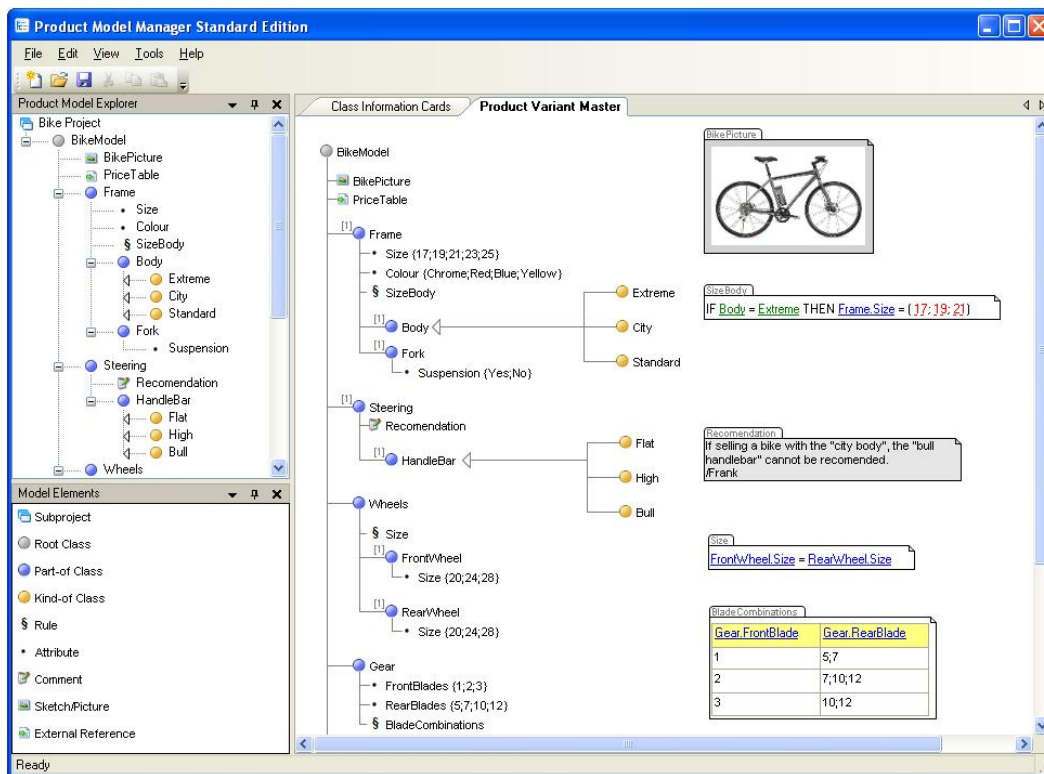 Product Model Manager Standard Edition
File Edit View Tools Help
Product Model Explorer
Bike Project
BikeModel
BikePicture
PriceTable
Frame
Size
Colour
§ SizeBody
Body
Extreme
City
Standard
Fork
Suspension
Steering
Recomendation
HandleBar
Flat
High
Bull
Wheels
Model Elements
Subproject
Root Class
Part-of Class
Kind-of Class
§ Rule
Attribute
Comment
Sketch/Picture
External Reference
Class Information Cards
Product Variant Master
BikeModel
BikePicture
PriceTable
[1] Frame
Size {17;19;21;23;25}
Colour {Chrome;Red;Blue;Yellow}
§ SizeBody
[1] Body
Extreme
City
Standard
[1] Fork
Suspension {Yes;No}
[1] Steering
Recomendation
[1] HandleBar
Flat
High
Bull
Wheels
§ Size
[1] FrontWheel
Size {20;24;28}
[1] RearWheel
Size {20;24;28}
Gear
FrontBlades {1;2;3}
RearBlades {5;7;10;12}
§ BladeCombinations
BikePicture
SizeBody
IF Body = Extreme THEN Frame.Size = ( 17; 19; 21)
Recomendation
If selling a bike with the "city body", the "bull
handlebar" cannot be recomended.
/Frank
Size
FrontWheel.Size = RearWheel.Size
BladeCombinations
Gear.FrontBlade Gear.RearBlade
1 5;7
2 7;10;12
3 10;12
Ready